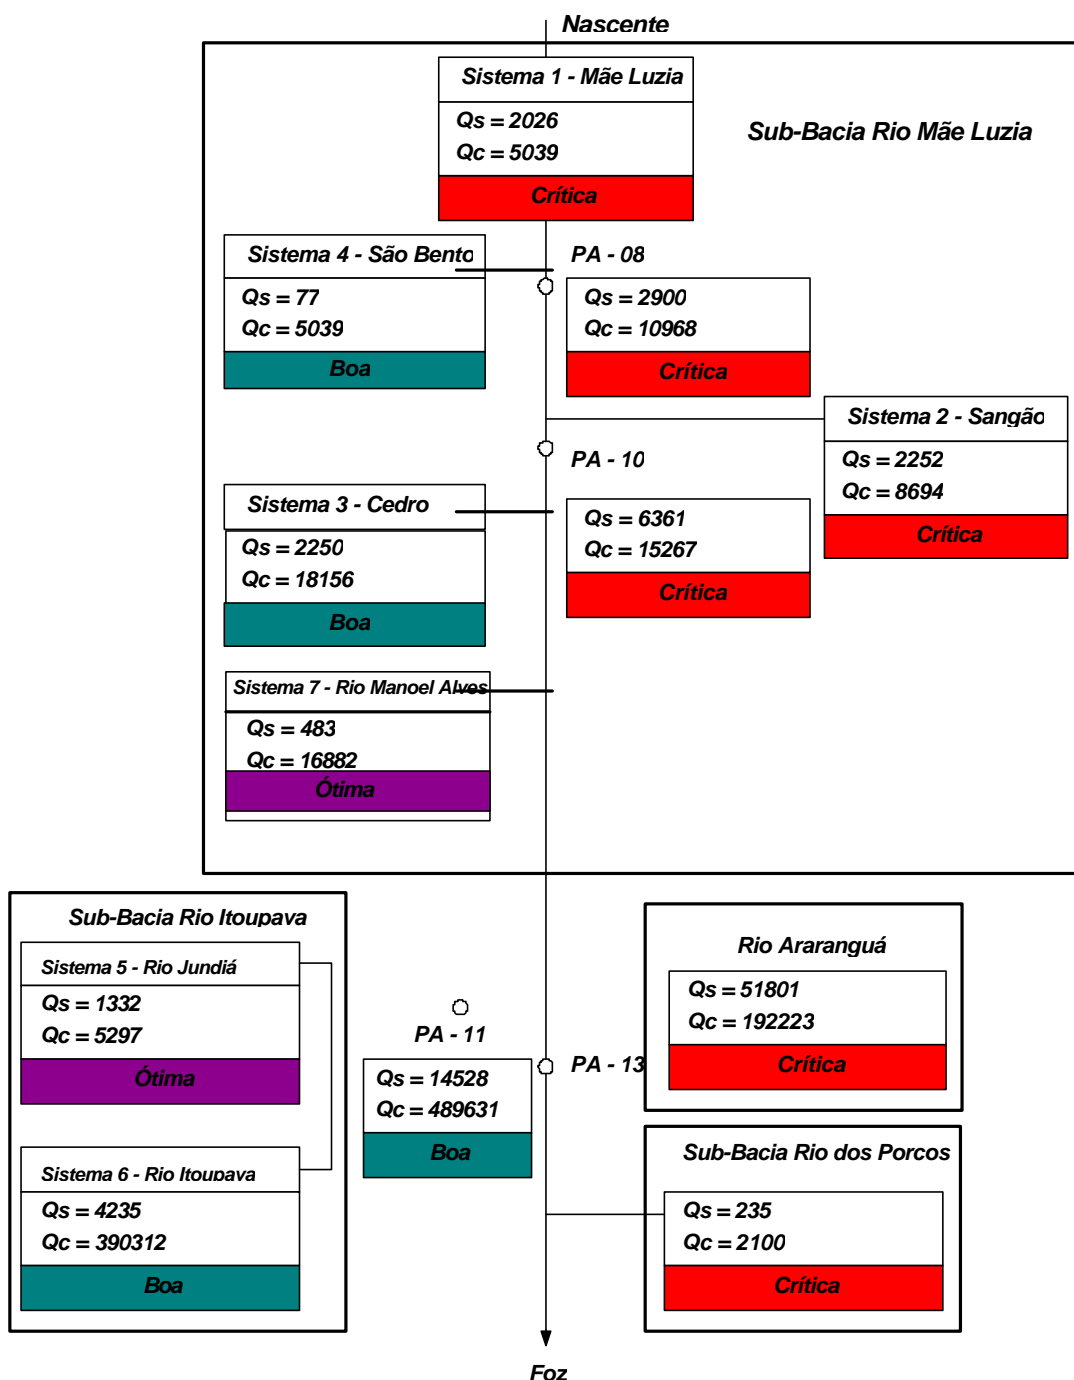 Nascente
Sistema 1 - Mãe Luzia
Qs = 2026
Qc = 5039
Crítica
Sub-Bacia Rio Mãe Luzia
Sistema 4 - São Bento
Qs = 77
Qc = 5039
Boa
PA - 08
Qs = 2900
Qc = 10968
Crítica
Sistema 2 - Sangão
Qs = 2252
Qc = 8694
Crítica
PA - 10
Qs = 6361
Qc = 15267
Crítica
Sistema 3 - Cedro
Qs = 2250
Qc = 18156
Boa
Sistema 7 - Rio Manoel Alves
Qs = 483
Qc = 16882
Ótima
Sub-Bacia Rio Itoupava
Sistema 5 - Rio Jundiá
Qs = 1332
Qc = 5297
Ótima
Sistema 6 - Rio Itoupava
Qs = 4235
Qc = 390312
Boa
PA - 11
Qs = 14528
Qc = 489631
Boa
PA - 13
Rio Araranguá
Qs = 51801
Qc = 192223
Crítica
Sub-Bacia Rio dos Porcos
Qs = 235
Qc = 2100
Crítica
Foz